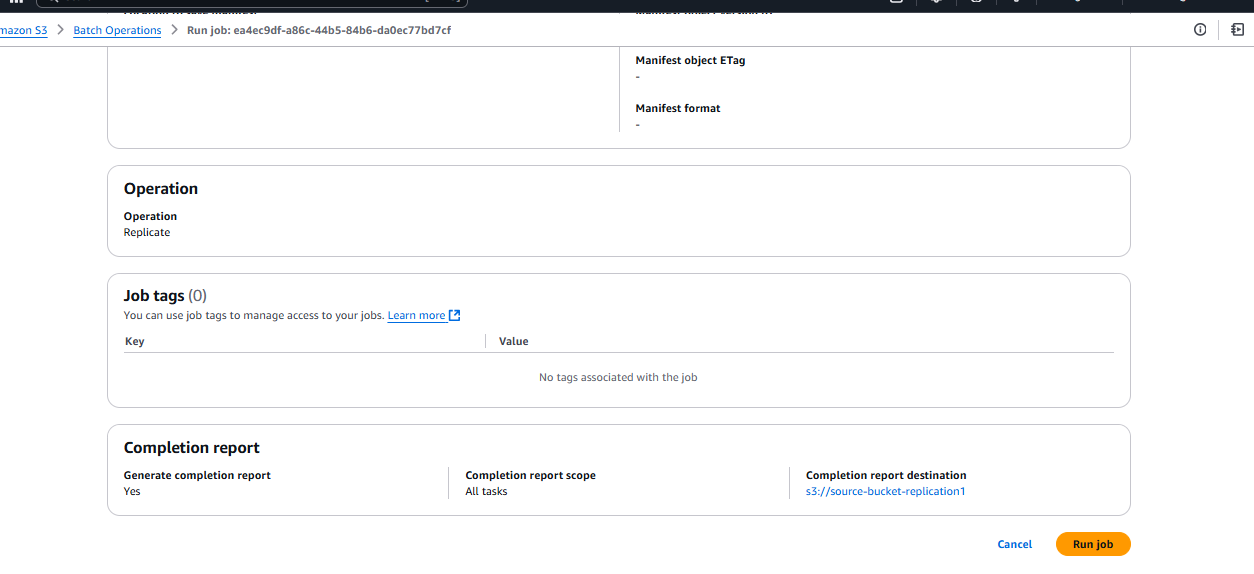 mazon S3 > Batch Operations > Run job: ea4ec9df-a86c-44b5-84b6-da0ec77bd7cf
Manifest object ETag
-
Manifest format
-
Operation
Operation
Replicate
Job tags (0)
You can use job tags to manage access to your jobs. Learn more
Key Value
No tags associated with the job
Completion report
Generate completion report Completion report scope Completion report destination
Yes All tasks s3://source-bucket-replication1
Cancel Run job